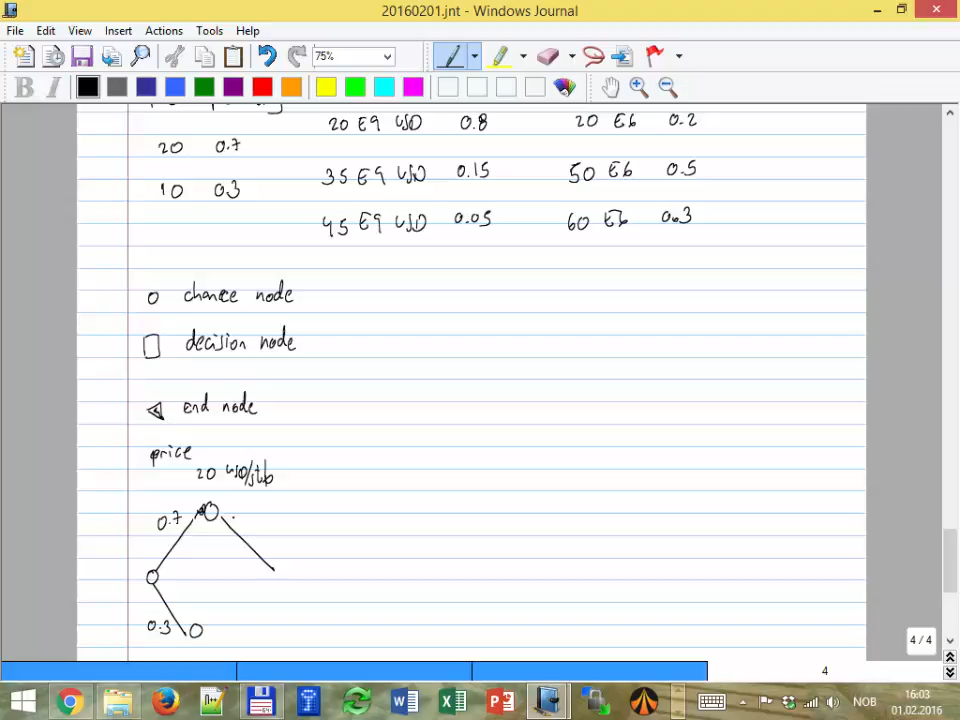 20160201.jnt - Windows Journal
File Edit View Insert Actions Tools Help
75%
B I
20 E9 USD 0.8 20 E6 0.2
20 0.7
35 E9 USD 0.15 50 E6 0.5
10 0.3
45 E9 USD 0.05 60 E6 0.3
chance node
decision node
end node
price
20 USD/stb
0.7
0.3
4 / 4
4
NOB
16:03
01.02.2016